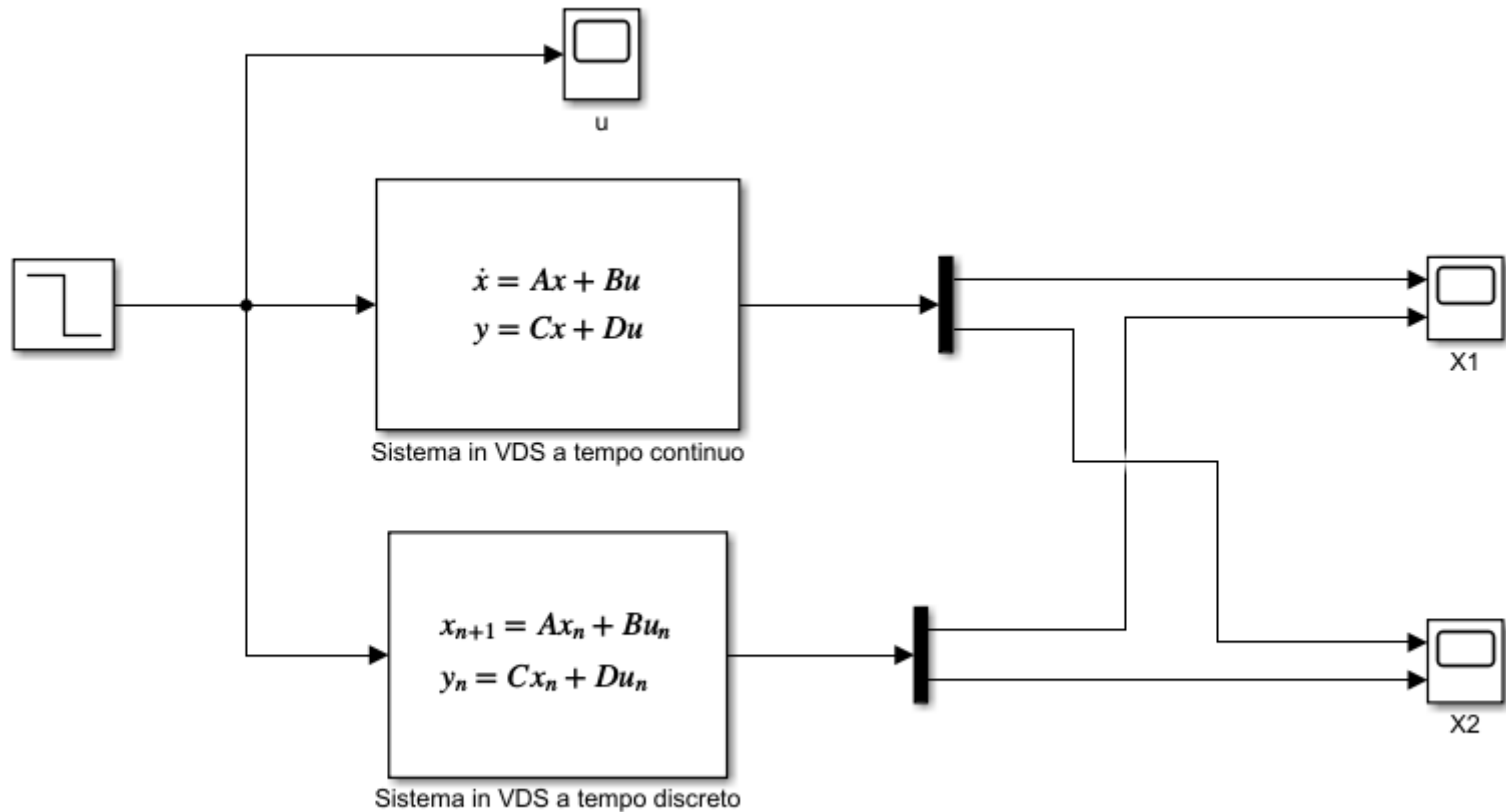 u
ẋ = Ax + Bu
y = Cx + Du
Sistema in VDS a tempo continuo
X1
xₙ₊₁ = Axₙ + Buₙ
yₙ = Cxₙ + Duₙ
Sistema in VDS a tempo discreto
X2